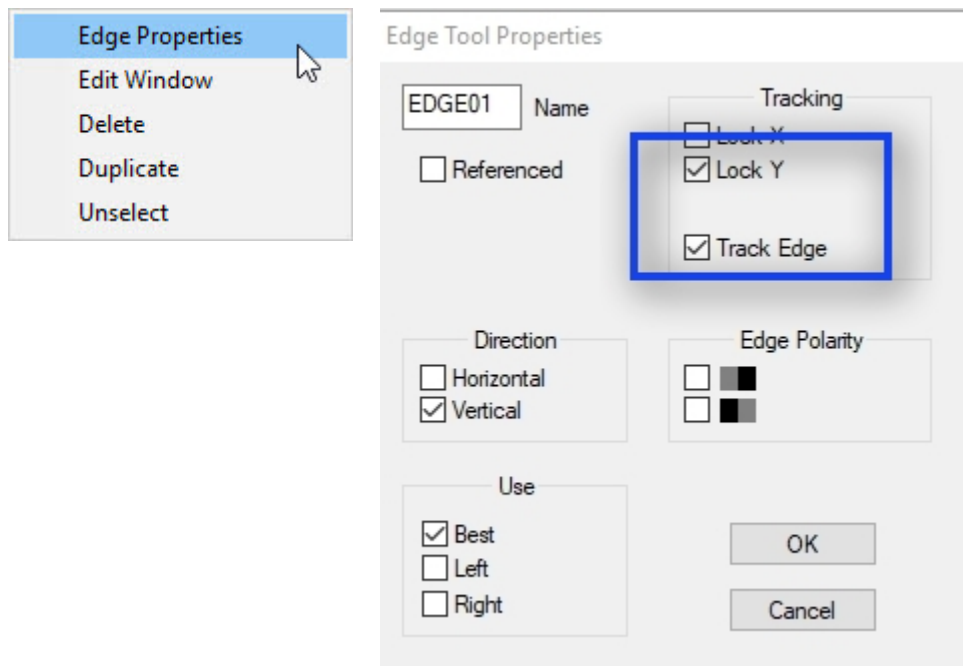 Edge Properties
Edit Window
Delete
Duplicate
Unselect
Edge Tool Properties
EDGE01 Name
Referenced
Tracking
Lock X
Lock Y
Track Edge
Direction
Horizontal
Vertical
Edge Polarity
Use
Best
Left
Right
OK
Cancel